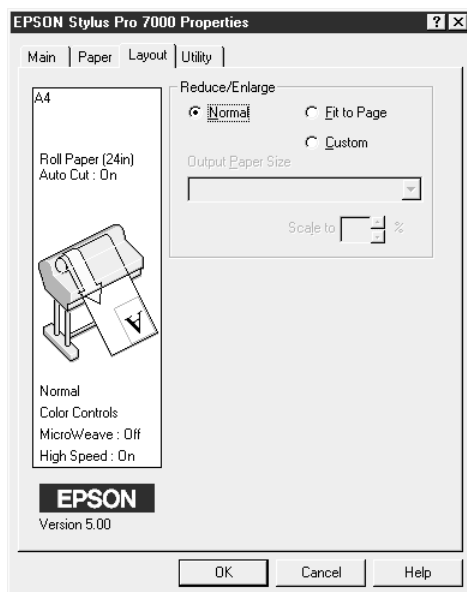 EPSON Stylus Pro 7000 Properties
Main Paper Layout Utility
A4
Roll Paper (24in)
Auto Cut : On
A
Normal
Color Controls
MicroWeave : Off
High Speed : On
EPSON
Version 5.00
Reduce/Enlarge
Normal Fit to Page
Custom
Output Paper Size
Scale to %
OK Cancel Help